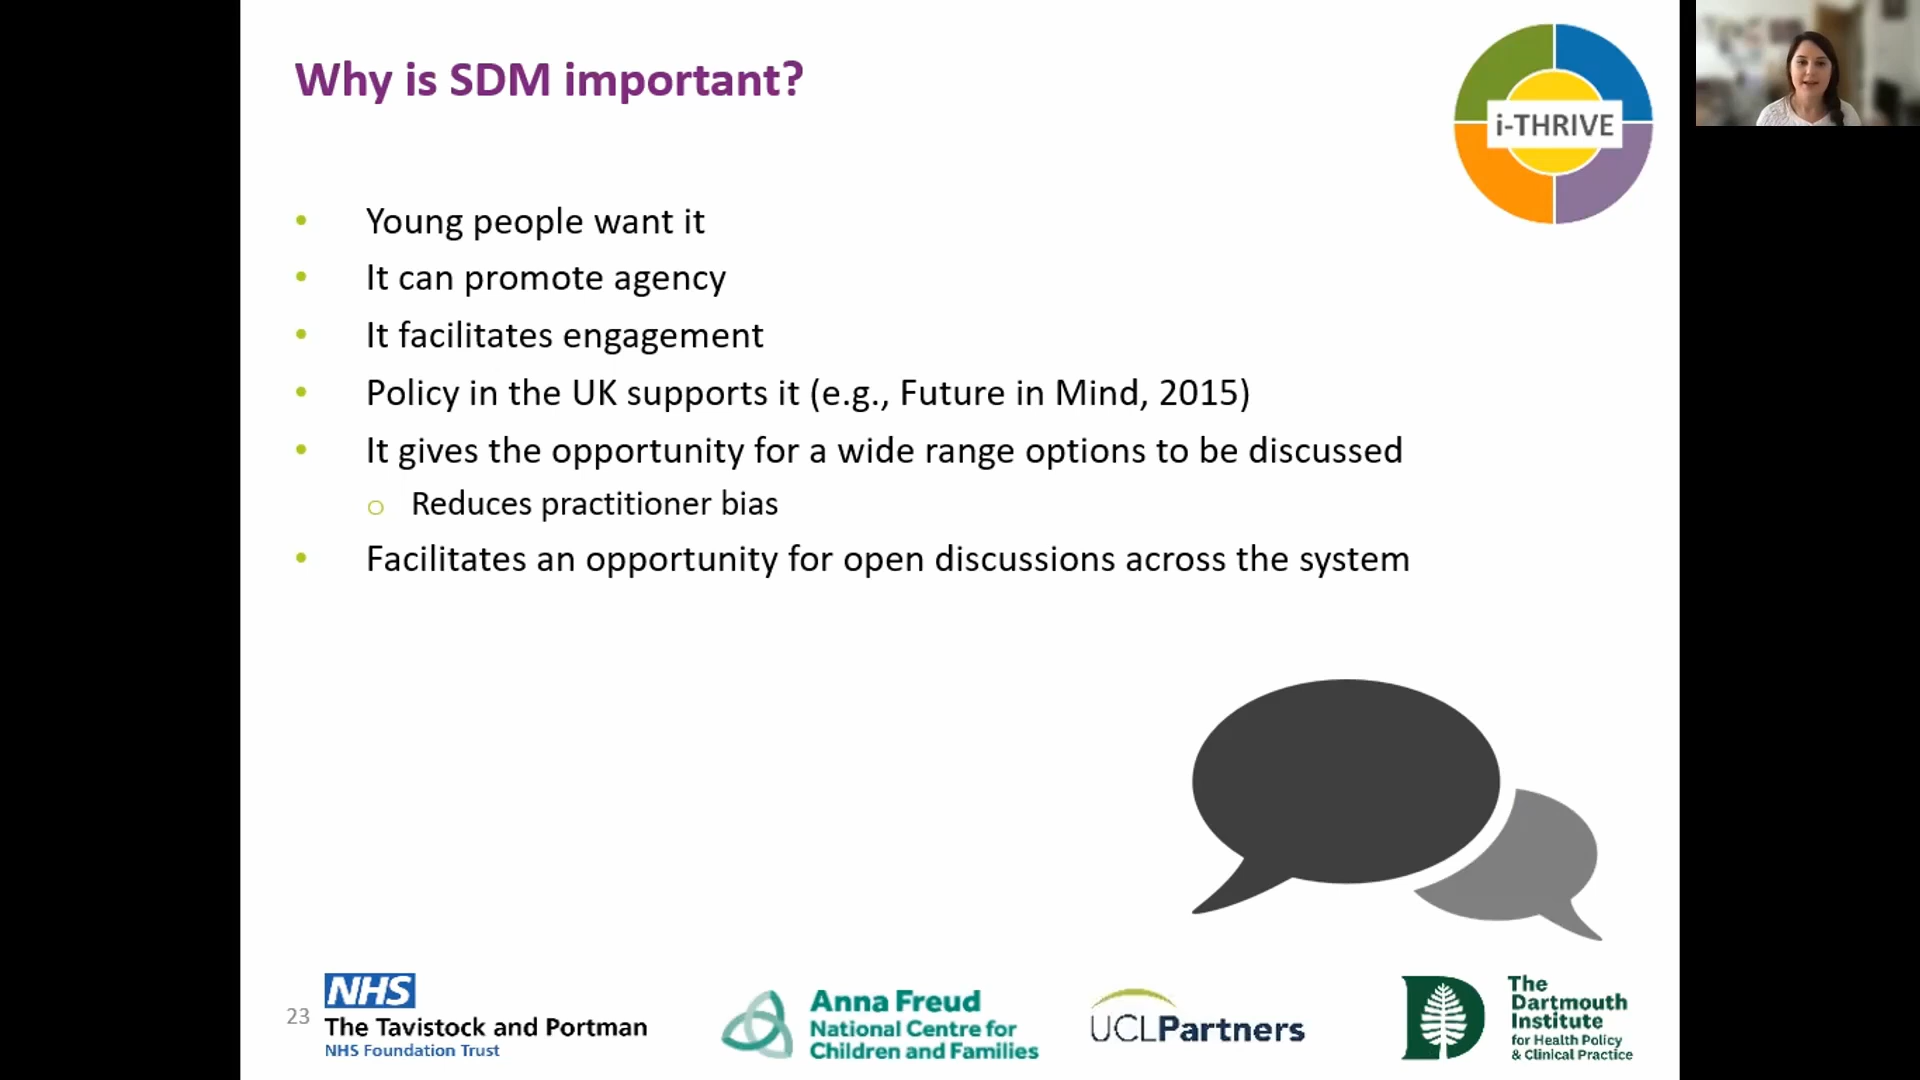 Why is SDM important?
i-THRIVE
• Young people want it
• It can promote agency
• It facilitates engagement
• Policy in the UK supports it (e.g., Future in Mind, 2015)
• It gives the opportunity for a wide range options to be discussed
o Reduces practitioner bias
• Facilitates an opportunity for open discussions across the system
23
NHS
The Tavistock and Portman
NHS Foundation Trust
Anna Freud
National Centre for
Children and Families
UCLPartners
The
Dartmouth
Institute
for Health Policy
& Clinical Practice